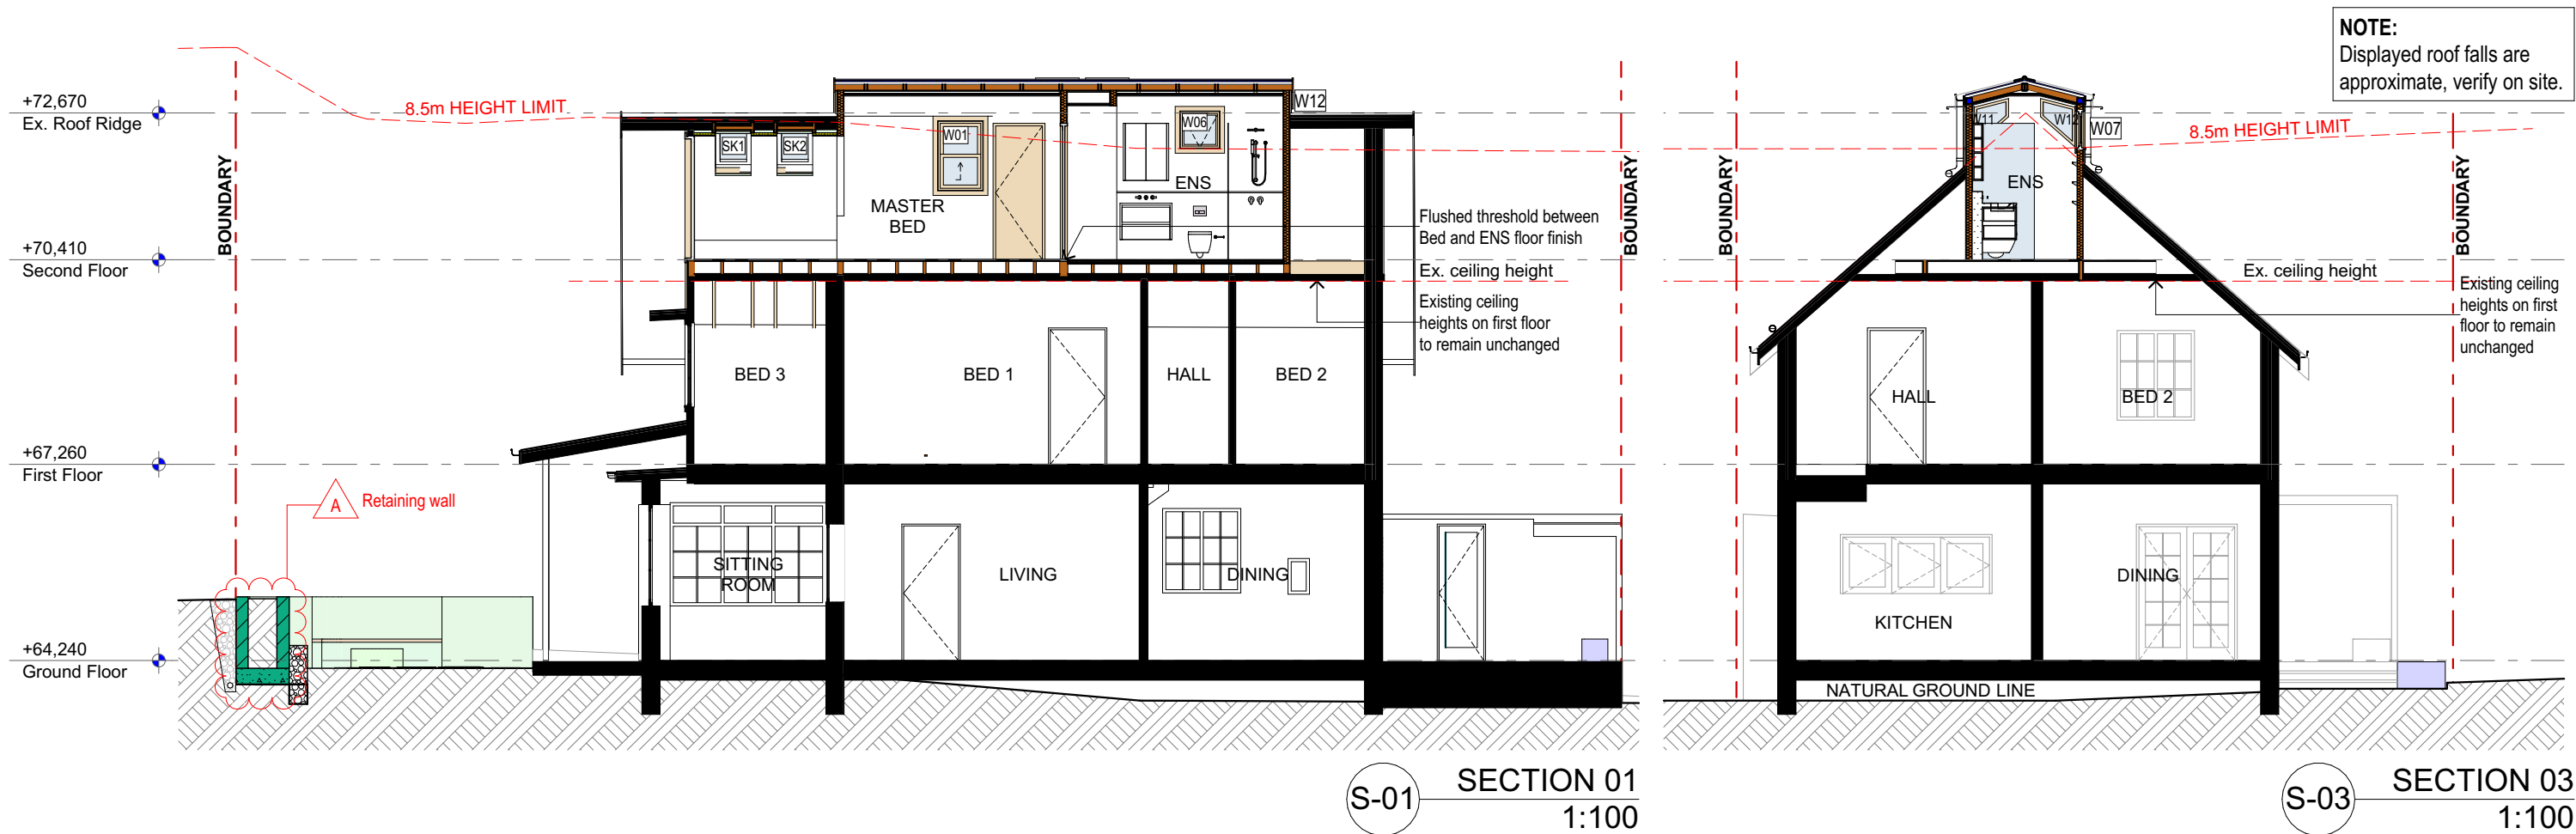 NOTE:
Displayed roof falls are
approximate, verify on site.
+72,670
Ex. Roof Ridge
8.5m HEIGHT LIMIT
W12
BOUNDARY
SK1
SK2
W01
W06
MASTER
BED
ENS
Flushed threshold between
Bed and ENS floor finish
+70,410
Second Floor
Ex. ceiling height
Existing ceiling
heights on first floor
to remain unchanged
BED 3
BED 1
HALL
BED 2
+67,260
First Floor
A
Retaining wall
SITTING
ROOM
LIVING
DINING
+64,240
Ground Floor
BOUNDARY
S-01
SECTION 01
1:100
BOUNDARY
W11
W12
W07
8.5m HEIGHT LIMIT
ENS
BOUNDARY
Ex. ceiling height
Existing ceiling
heights on first
floor to remain
unchanged
HALL
BED 2
DINING
KITCHEN
NATURAL GROUND LINE
S-03
SECTION 03
1:100